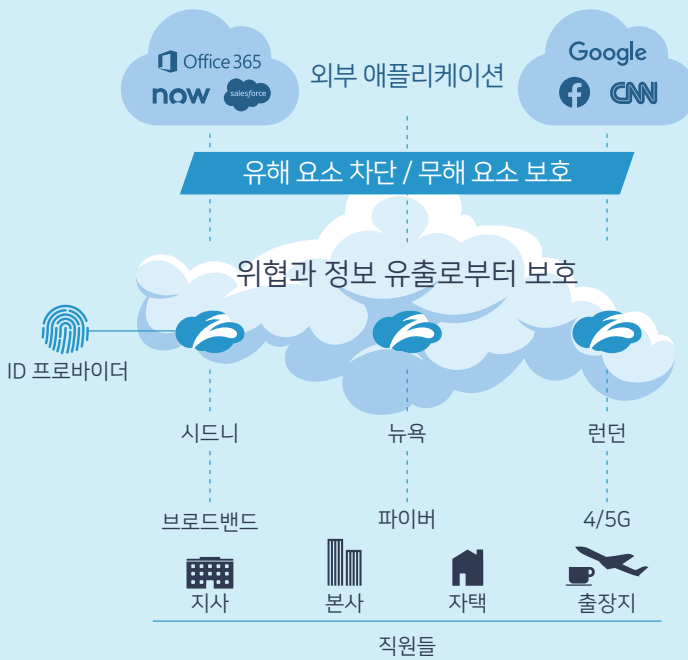 Office 365
now
salesforce
외부 애플리케이션
Google
CNN
유해 요소 차단 / 무해 요소 보호
위협과 정보 유출로부터 보호
ID 프로바이더
시드니
뉴욕
런던
브로드밴드
파이버
4/5G
지사
본사
자택
출장지
직원들